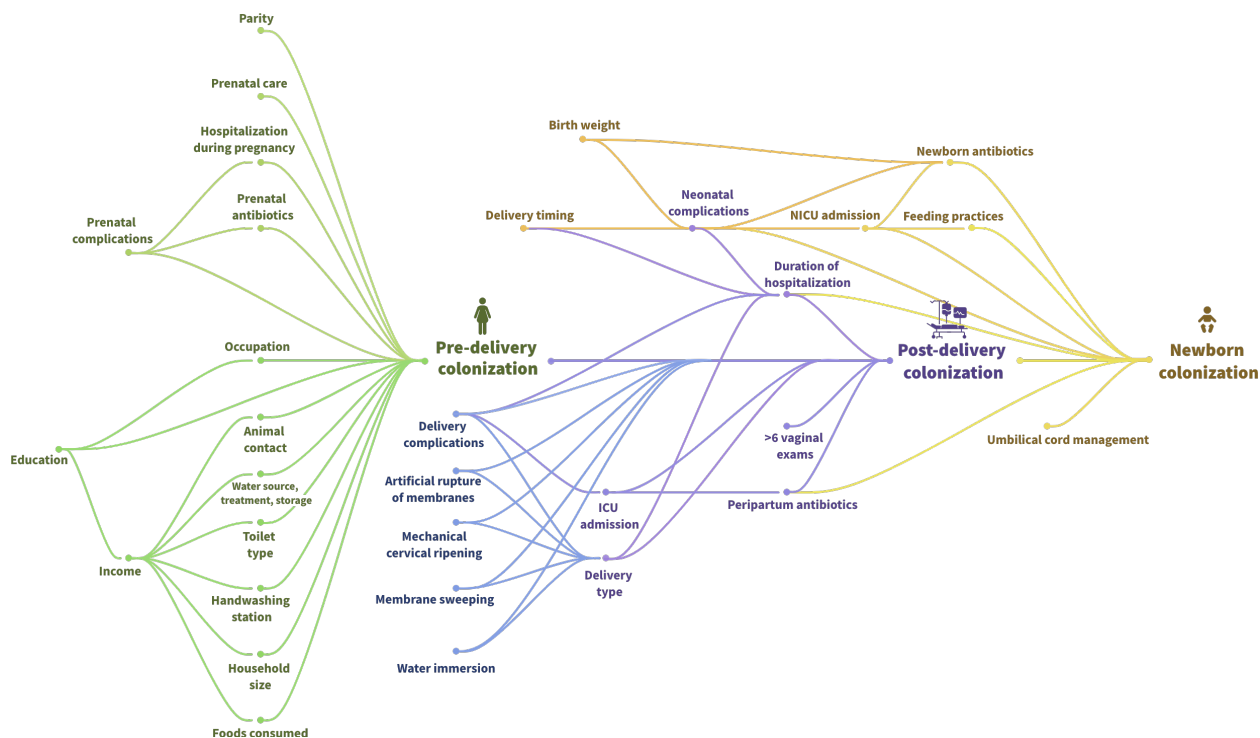 Parity
Prenatal care
Hospitalization
during pregnancy
Prenatal
antibiotics
Prenatal
complications
Occupation
Education
Animal
contact
Water source,
treatment, storage
Toilet
type
Income
Handwashing
station
Household
size
Foods consumed
Pre-delivery
colonization
Delivery
complications
Artificial rupture
of membranes
Mechanical
cervical ripening
Membrane sweeping
Water immersion
Birth weight
Delivery timing
Neonatal
complications
Duration of
hospitalization
ICU
admission
Delivery
type
>6 vaginal
exams
Peripartum antibiotics
Newborn antibiotics
NICU admission
Feeding practices
Post-delivery
colonization
Umbilical cord management
Newborn
colonization